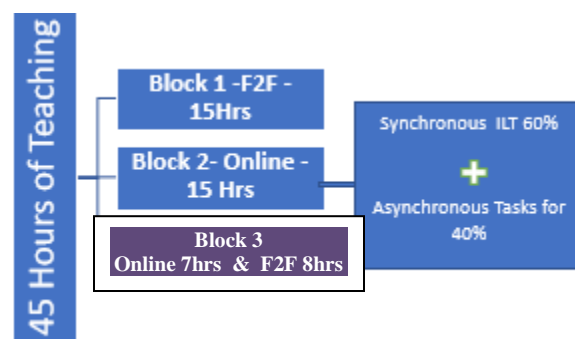 45 Hours of Teaching
Block 1 -F2F -
15Hrs
Block 2- Online -
15 Hrs
Block 3
Online 7hrs & F2F 8hrs
Synchronous ILT 60%
Asynchronous Tasks for
40%